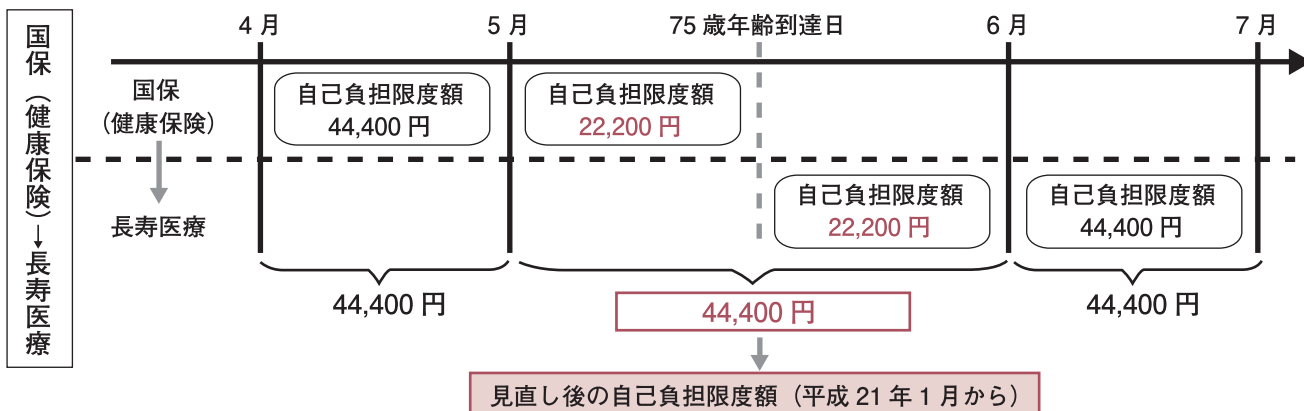 国保（健康保険）→長寿医療
4月
5月
75歳年齢到達日
6月
7月
国保
（健康保険）
長寿医療
自己負担限度額
44,400円
自己負担限度額
22,200円
自己負担限度額
22,200円
自己負担限度額
44,400円
44,400円
44,400円
44,400円
見直し後の自己負担限度額（平成21年1月から）